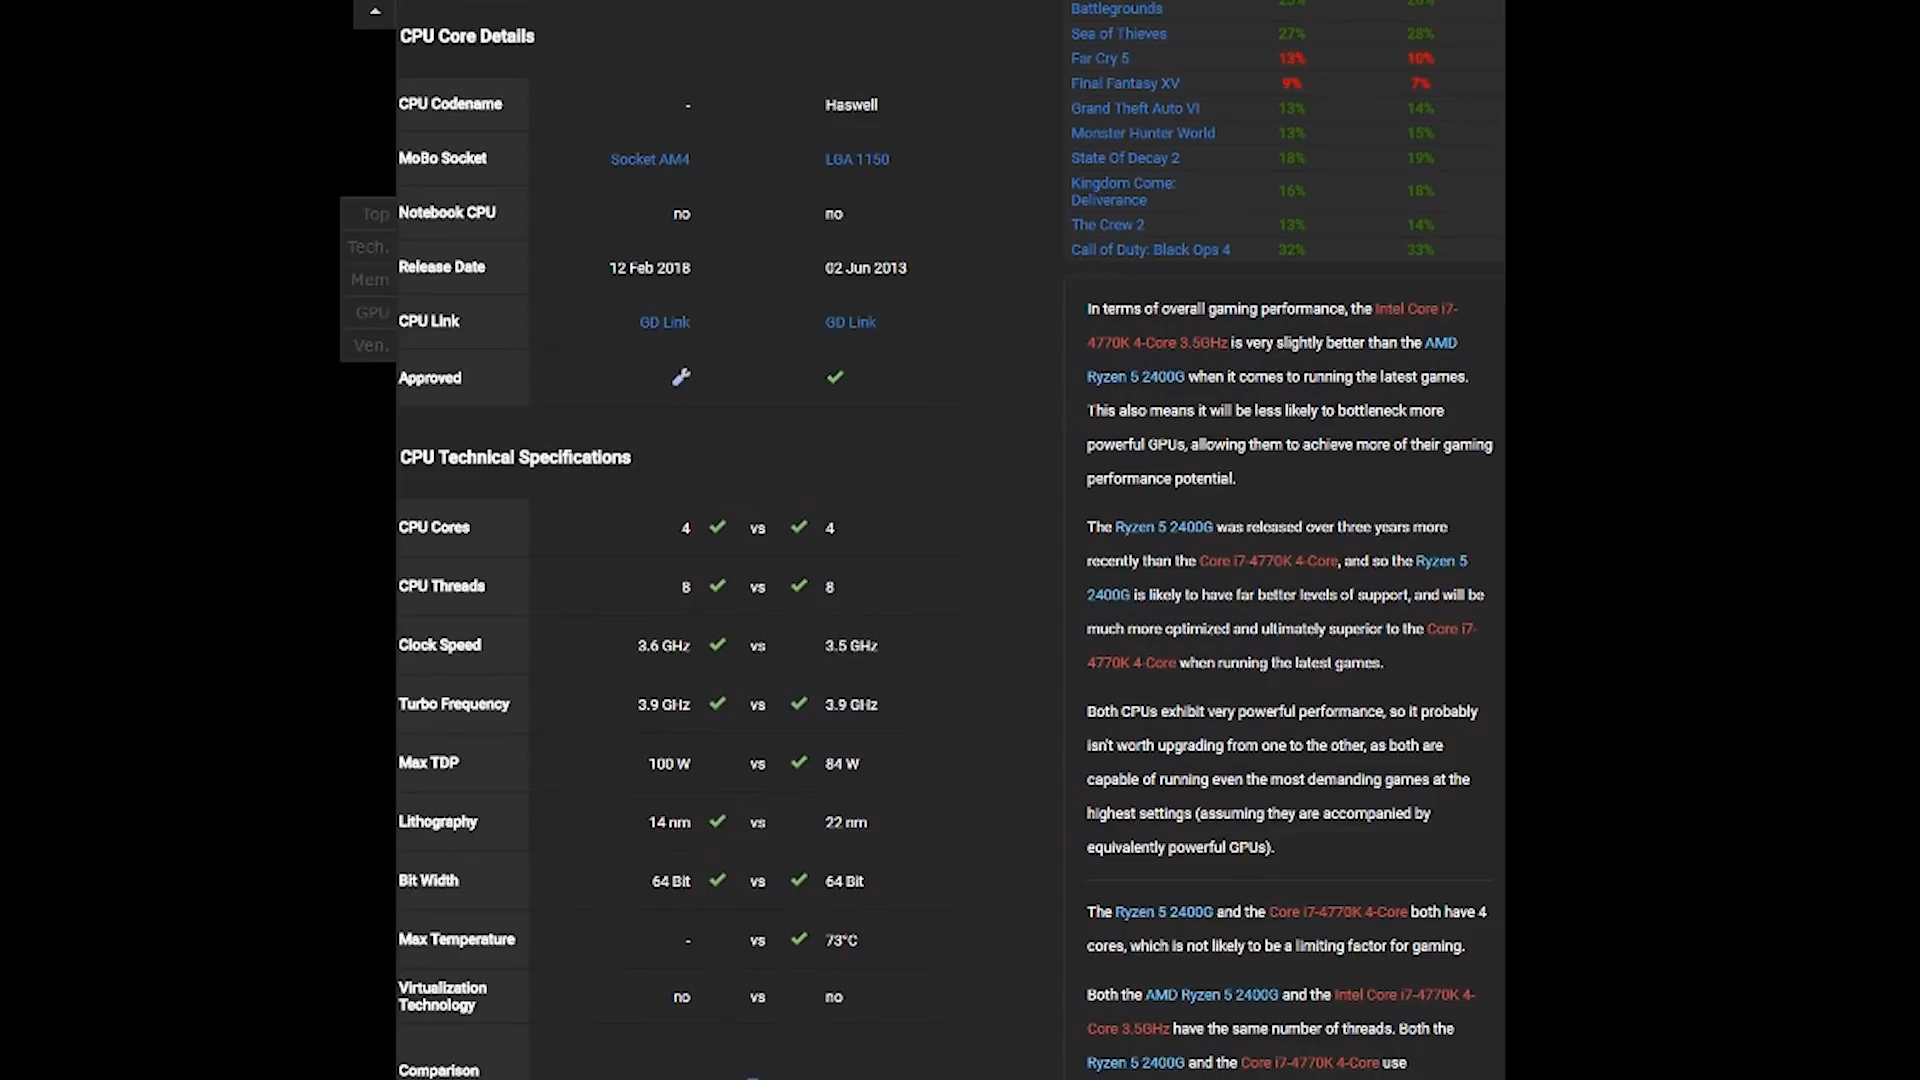 CPU Core Details
CPU Codename - Haswell
MoBo Socket Socket AM4 LGA 1150
Notebook CPU no no
Release Date 12 Feb 2018 02 Jun 2013
CPU Link GD Link GD Link
Approved
Top
Tech.
Mem
GPU
Ven.
CPU Technical Specifications
CPU Cores 4 vs 4
CPU Threads 8 vs 8
Clock Speed 3.6 GHz vs 3.5 GHz
Turbo Frequency 3.9 GHz vs 3.9 GHz
Max TDP 100 W vs 84 W
Lithography 14 nm vs 22 nm
Bit Width 64 Bit vs 64 Bit
Max Temperature - vs 73°C
Virtualization
Technology no vs no
Comparison
Battlegrounds
Sea of Thieves 27% 28%
Far Cry 5 13% 10%
Final Fantasy XV 9% 7%
Grand Theft Auto VI 13% 14%
Monster Hunter World 13% 15%
State Of Decay 2 18% 19%
Kingdom Come:
Deliverance 16% 18%
The Crew 2 13% 14%
Call of Duty: Black Ops 4 32% 33%
In terms of overall gaming performance, the Intel Core i7-
4770K 4-Core 3.5GHz is very slightly better than the AMD
Ryzen 5 2400G when it comes to running the latest games.
This also means it will be less likely to bottleneck more
powerful GPUs, allowing them to achieve more of their gaming
performance potential.
The Ryzen 5 2400G was released over three years more
recently than the Core i7-4770K 4-Core, and so the Ryzen 5
2400G is likely to have far better levels of support, and will be
much more optimized and ultimately superior to the Core i7-
4770K 4-Core when running the latest games.
Both CPUs exhibit very powerful performance, so it probably
isn't worth upgrading from one to the other, as both are
capable of running even the most demanding games at the
highest settings (assuming they are accompanied by
equivalently powerful GPUs).
The Ryzen 5 2400G and the Core i7-4770K 4-Core both have 4
cores, which is not likely to be a limiting factor for gaming.
Both the AMD Ryzen 5 2400G and the Intel Core i7-4770K 4-
Core 3.5GHz have the same number of threads. Both the
Ryzen 5 2400G and the Core i7-4770K 4-Core use